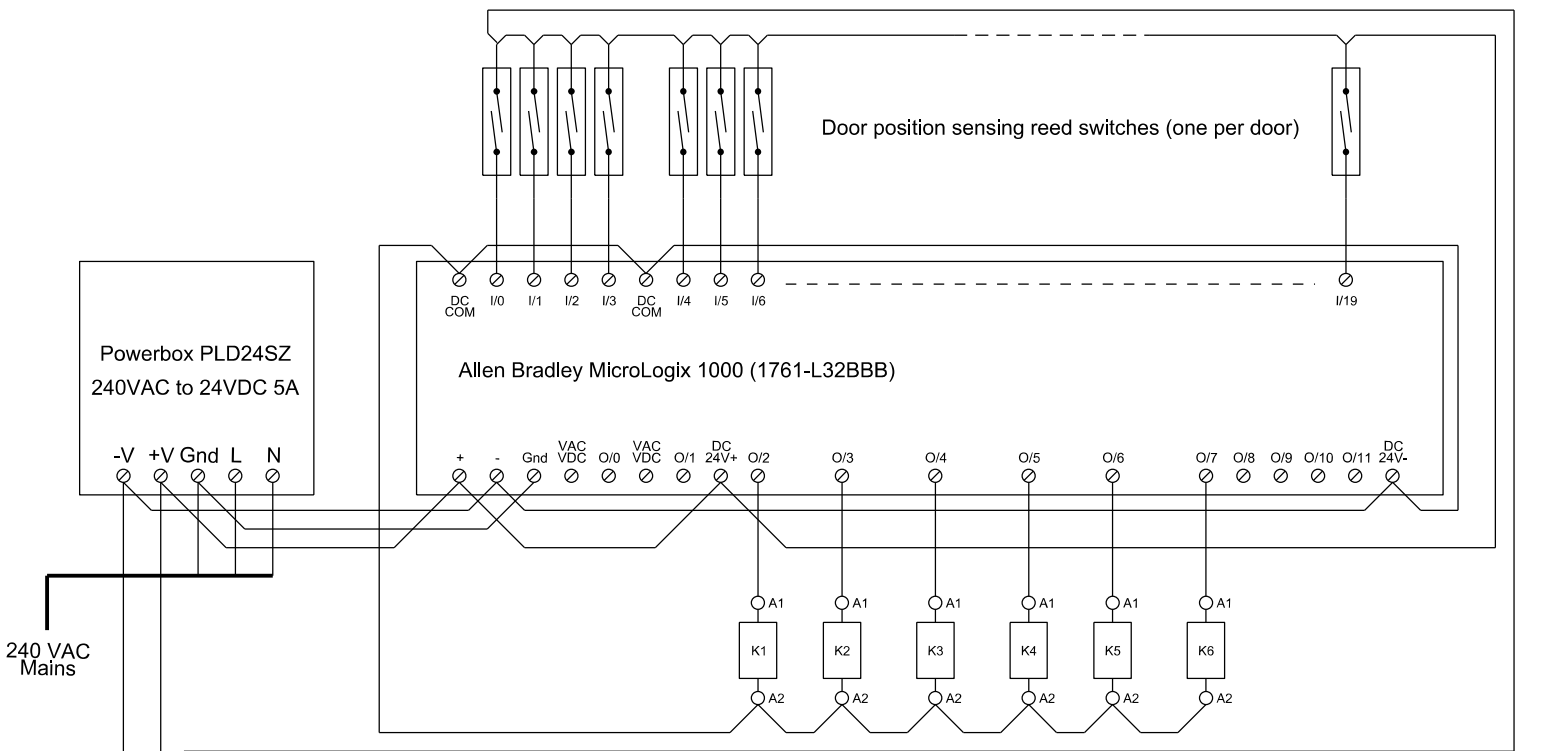 Door position sensing reed switches (one per door)
DC
COM
I/0
I/1
I/2
I/3
DC
COM
I/4
I/5
I/6
I/19
Powerbox PLD24SZ
240VAC to 24VDC 5A
Allen Bradley MicroLogix 1000 (1761-L32BBB)
-V
+V
Gnd
L
N
+
-
Gnd
VAC
VDC
O/0
VAC
VDC
O/1
DC
24V+
O/2
O/3
O/4
O/5
O/6
O/7
O/8
O/9
O/10
O/11
DC
24V-
A1
A1
A1
A1
A1
A1
K1
K2
K3
K4
K5
K6
240 VAC
Mains
A2
A2
A2
A2
A2
A2